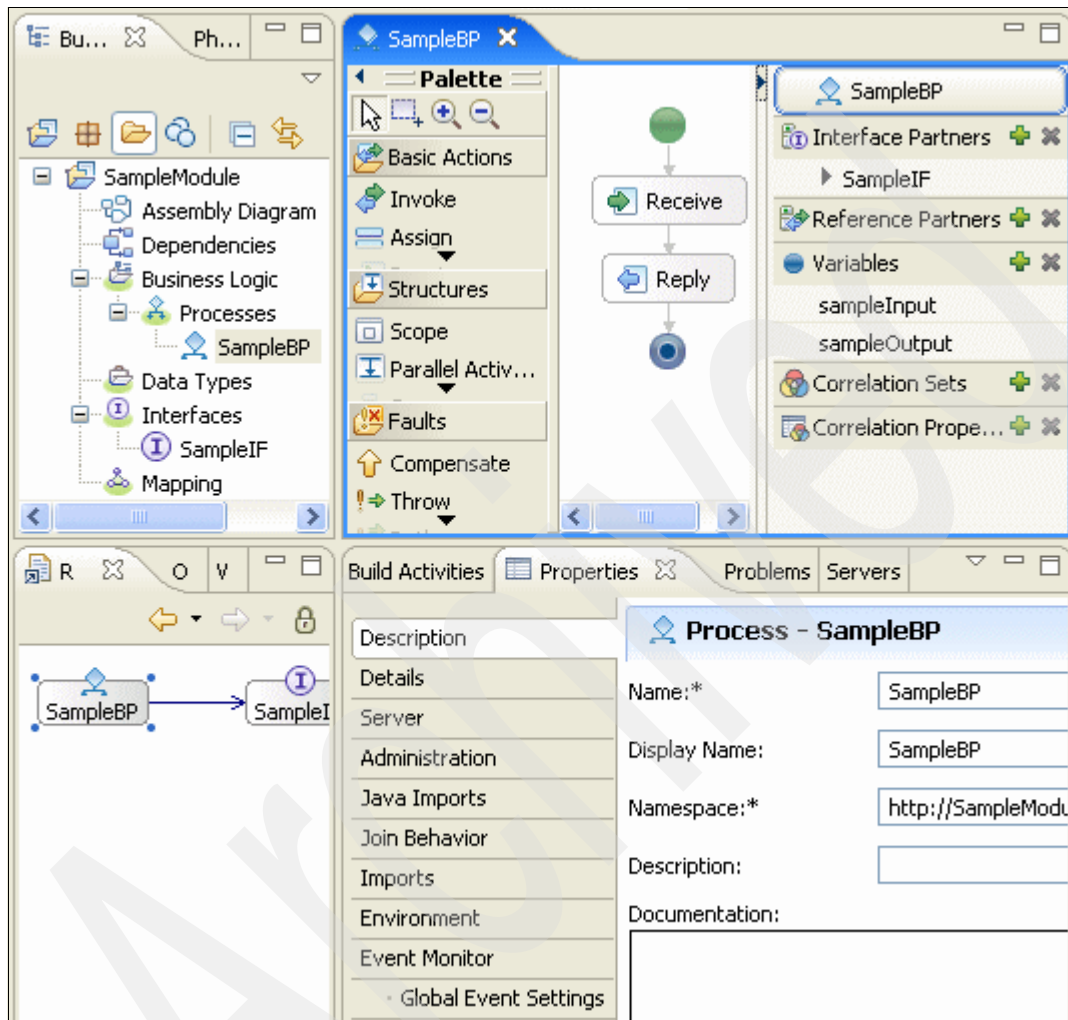 Bu...
Ph...
SampleModule
Assembly Diagram
Dependencies
Business Logic
Processes
SampleBP
Data Types
Interfaces
SampleIF
Mapping
SampleBP
Palette
Basic Actions
Invoke
Assign
Structures
Scope
Parallel Activ...
Faults
Compensate
Throw
Receive
Reply
SampleBP
Interface Partners
SampleIF
Reference Partners
Variables
sampleInput
sampleOutput
Correlation Sets
Correlation Prope...
R
O
V
SampleBP
SampleI
Build Activities
Properties
Problems
Servers
Description
Details
Server
Administration
Java Imports
Join Behavior
Imports
Environment
Event Monitor
Global Event Settings
Process - SampleBP
Name:*
SampleBP
Display Name:
SampleBP
Namespace:*
http://SampleModu
Description:
Documentation:
Archived